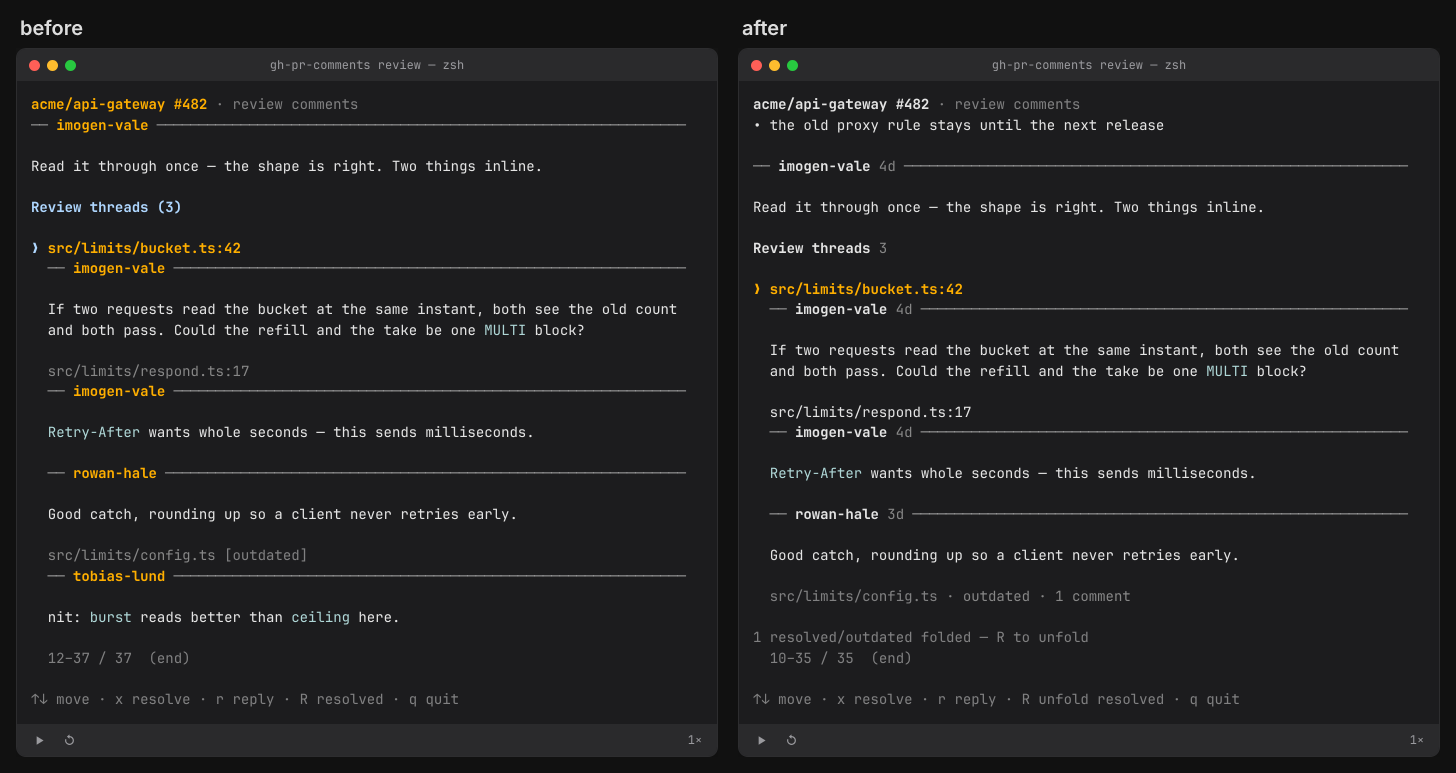 before
gh-pr-comments review — zsh
acme/api-gateway #482 · review comments
── imogen-vale ──
Read it through once — the shape is right. Two things inline.
Review threads (3)
❯ src/limits/bucket.ts:42
── imogen-vale ──
If two requests read the bucket at the same instant, both see the old count
and both pass. Could the refill and the take be one MULTI block?
src/limits/respond.ts:17
── imogen-vale ──
Retry-After wants whole seconds — this sends milliseconds.
── rowan-hale ──
Good catch, rounding up so a client never retries early.
src/limits/config.ts [outdated]
── tobias-lund ──
nit: burst reads better than ceiling here.
12–37 / 37  (end)
↑↓ move · x resolve · r reply · R resolved · q quit
1×
after
gh-pr-comments review — zsh
acme/api-gateway #482 · review comments
• the old proxy rule stays until the next release
── imogen-vale 4d ──
Read it through once — the shape is right. Two things inline.
Review threads 3
❯ src/limits/bucket.ts:42
── imogen-vale 4d ──
If two requests read the bucket at the same instant, both see the old count
and both pass. Could the refill and the take be one MULTI block?
src/limits/respond.ts:17
── imogen-vale 4d ──
Retry-After wants whole seconds — this sends milliseconds.
── rowan-hale 3d ──
Good catch, rounding up so a client never retries early.
src/limits/config.ts · outdated · 1 comment
1 resolved/outdated folded — R to unfold
10–35 / 35  (end)
↑↓ move · x resolve · r reply · R unfold resolved · q quit
1×